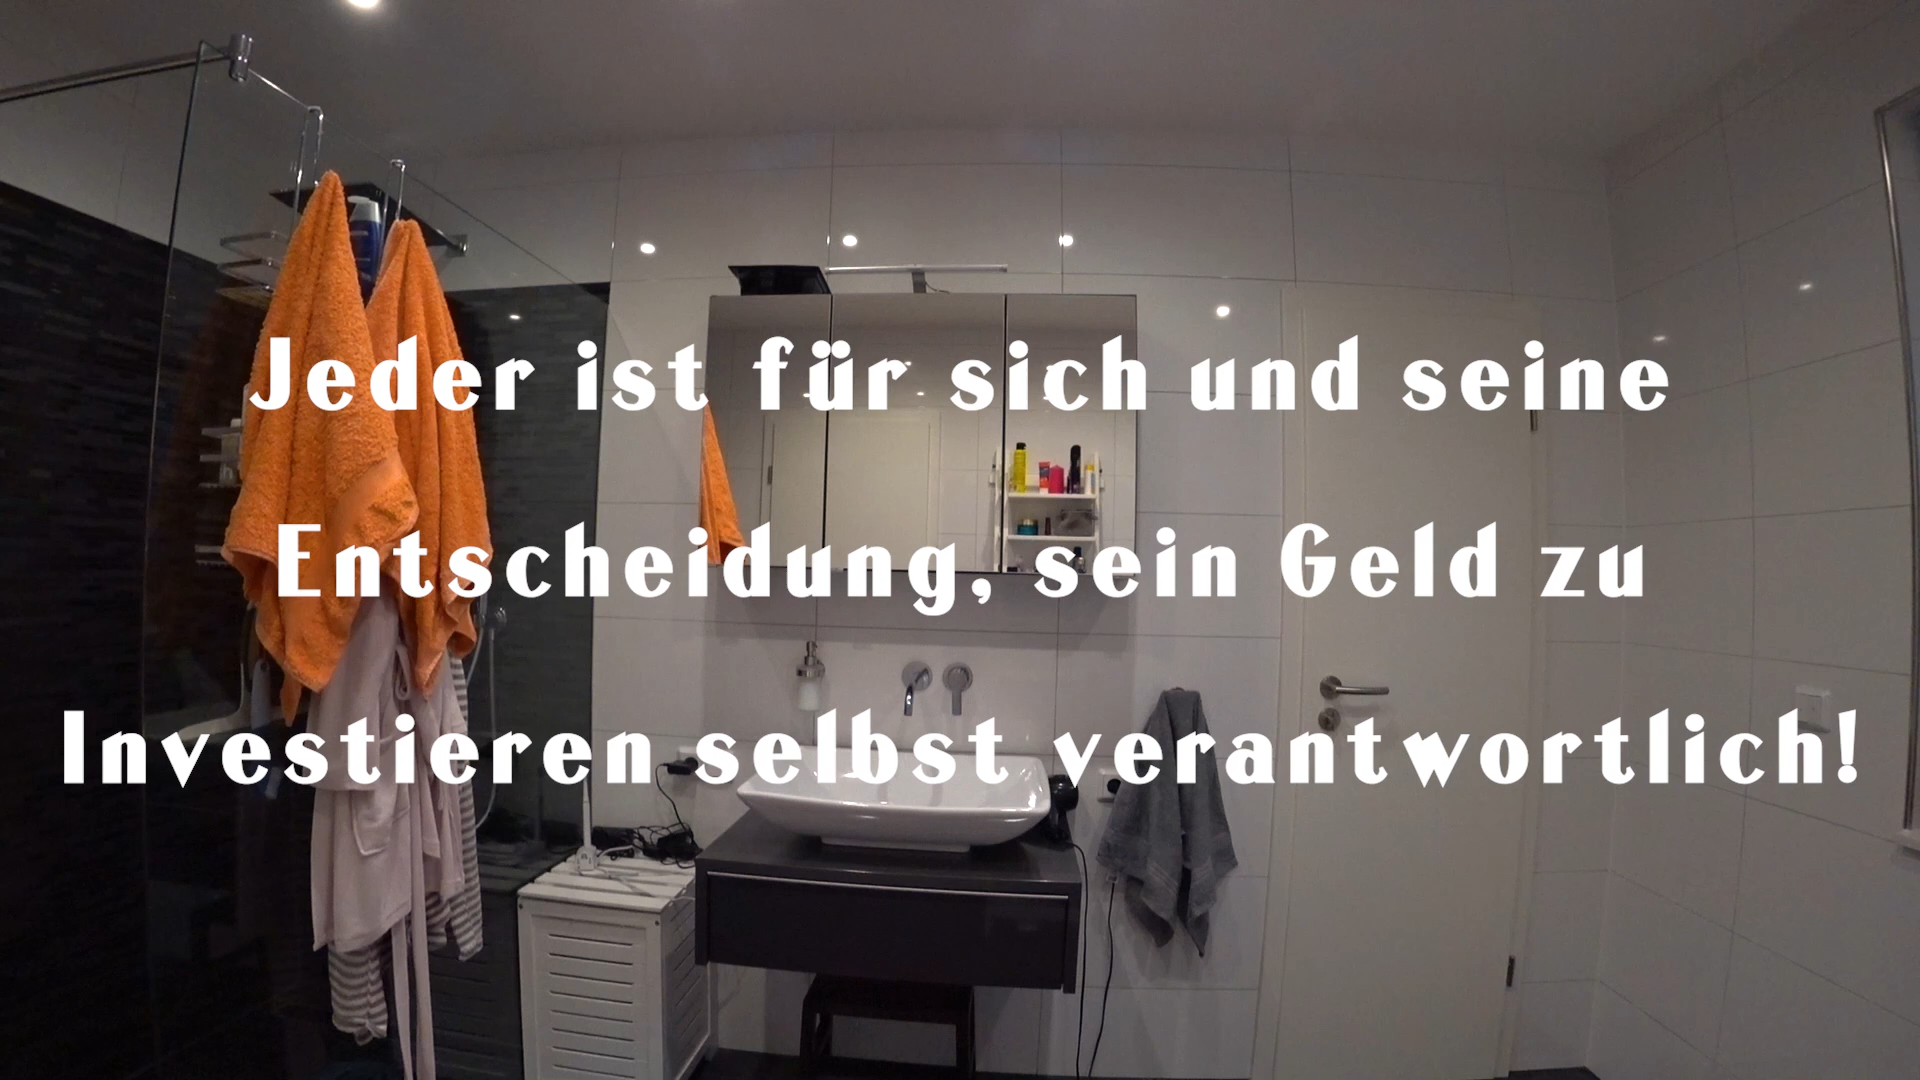 Jeder ist für sich und seine
Entscheidung, sein Geld zu
Investieren selbst verantwortlich!